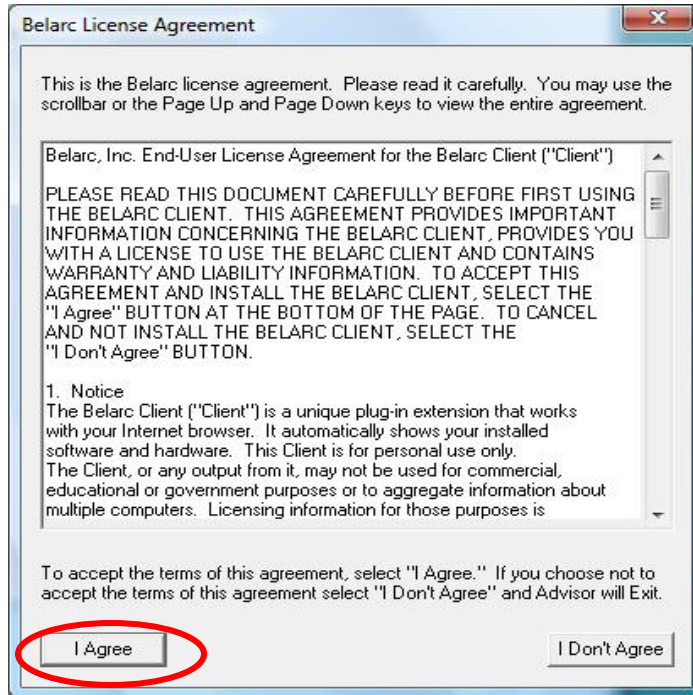 Belarc License Agreement
This is the Belarc license agreement. Please read it carefully. You may use the
scrollbar or the Page Up and Page Down keys to view the entire agreement.
Belarc, Inc. End-User License Agreement for the Belarc Client ("Client")
PLEASE READ THIS DOCUMENT CAREFULLY BEFORE FIRST USING
THE BELARC CLIENT. THIS AGREEMENT PROVIDES IMPORTANT
INFORMATION CONCERNING THE BELARC CLIENT, PROVIDES YOU
WITH A LICENSE TO USE THE BELARC CLIENT AND CONTAINS
WARRANTY AND LIABILITY INFORMATION. TO ACCEPT THIS
AGREEMENT AND INSTALL THE BELARC CLIENT, SELECT THE
"I Agree" BUTTON AT THE BOTTOM OF THE PAGE. TO CANCEL
AND NOT INSTALL THE BELARC CLIENT, SELECT THE
"I Don't Agree" BUTTON.
1. Notice
The Belarc Client ("Client") is a unique plug-in extension that works
with your Internet browser. It automatically shows your installed
software and hardware. This Client is for personal use only.
The Client, or any output from it, may not be used for commercial,
educational or government purposes or to aggregate information about
multiple computers. Licensing information for those purposes is
To accept the terms of this agreement, select "I Agree." If you choose not to
accept the terms of this agreement select "I Don't Agree" and Advisor will Exit.
I Agree
I Don't Agree